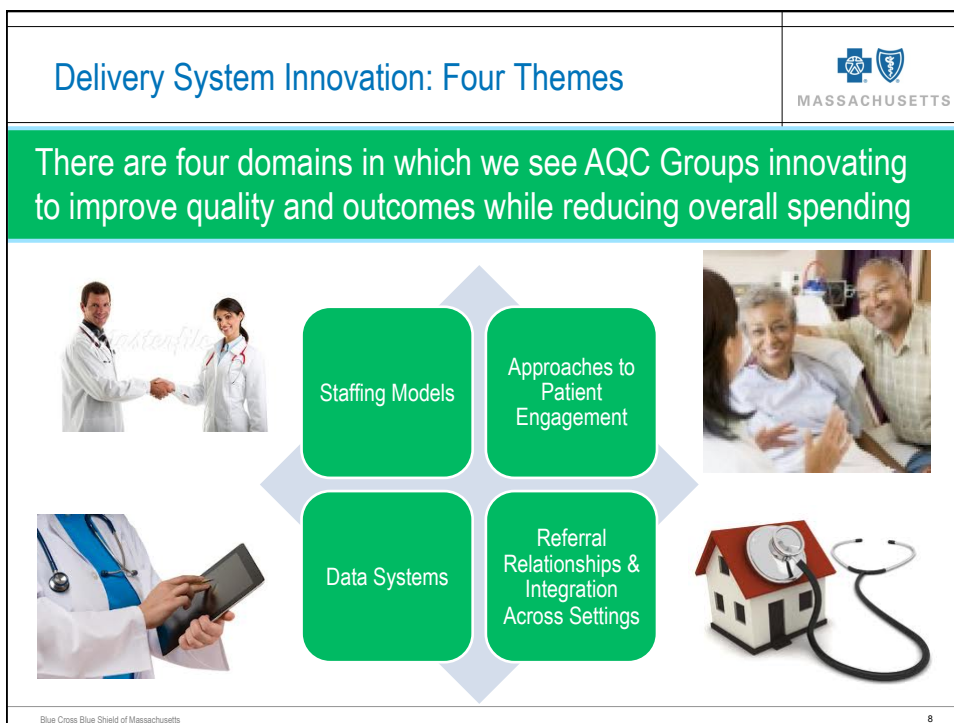 Delivery System Innovation: Four Themes
MASSACHUSETTS
There are four domains in which we see AQC Groups innovating
to improve quality and outcomes while reducing overall spending
masterfile
Staffing Models
Approaches to
Patient
Engagement
Data Systems
Referral
Relationships &
Integration
Across Settings
Blue Cross Blue Shield of Massachusetts
8